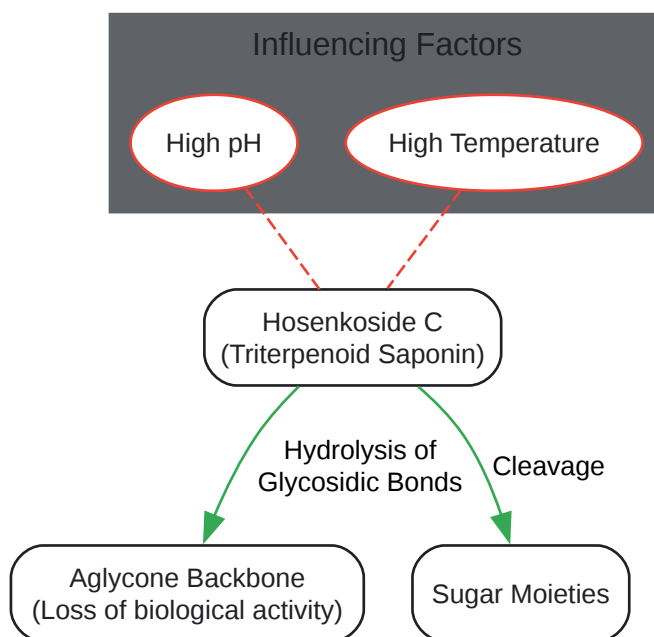 Influencing Factors
High pH
High Temperature
Hosenkoside C
(Triterpenoid Saponin)
Hydrolysis of
Glycosidic Bonds
Cleavage
Aglycone Backbone
(Loss of biological activity)
Sugar Moieties